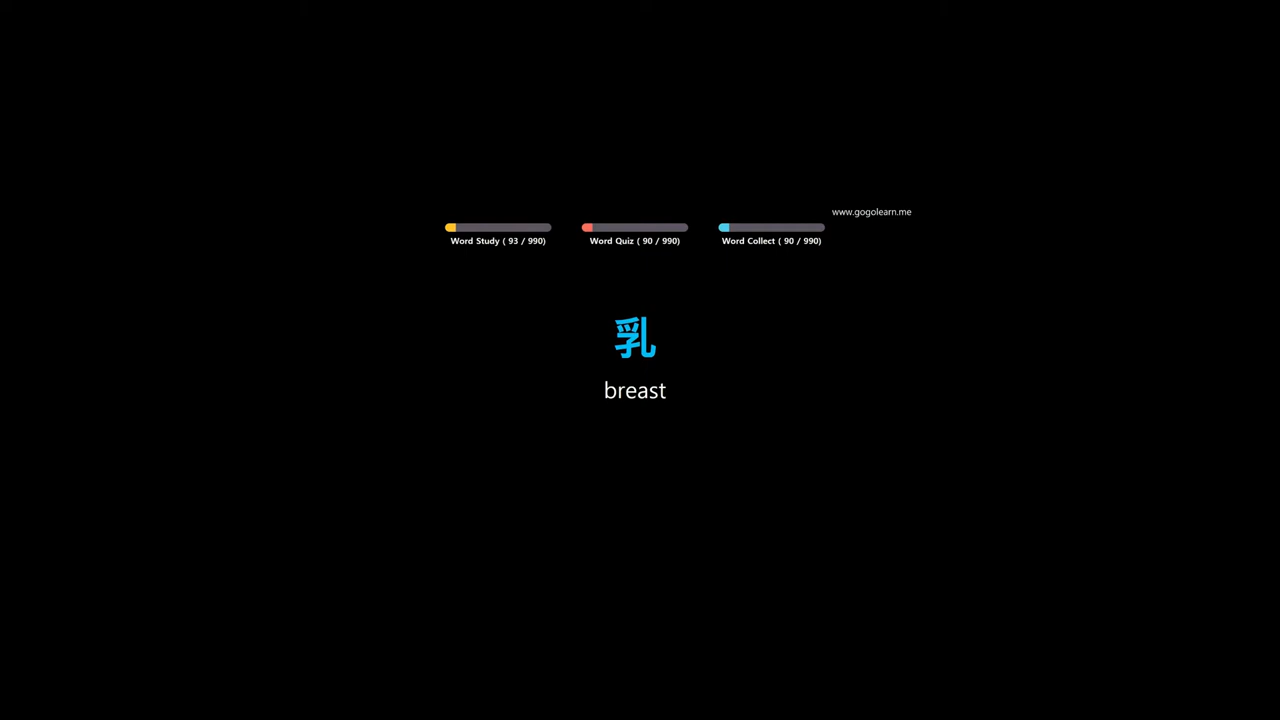 www.gogolearn.me
Word Study ( 93 / 990)
Word Quiz ( 90 / 990)
Word Collect ( 90 / 990)
乳
breast